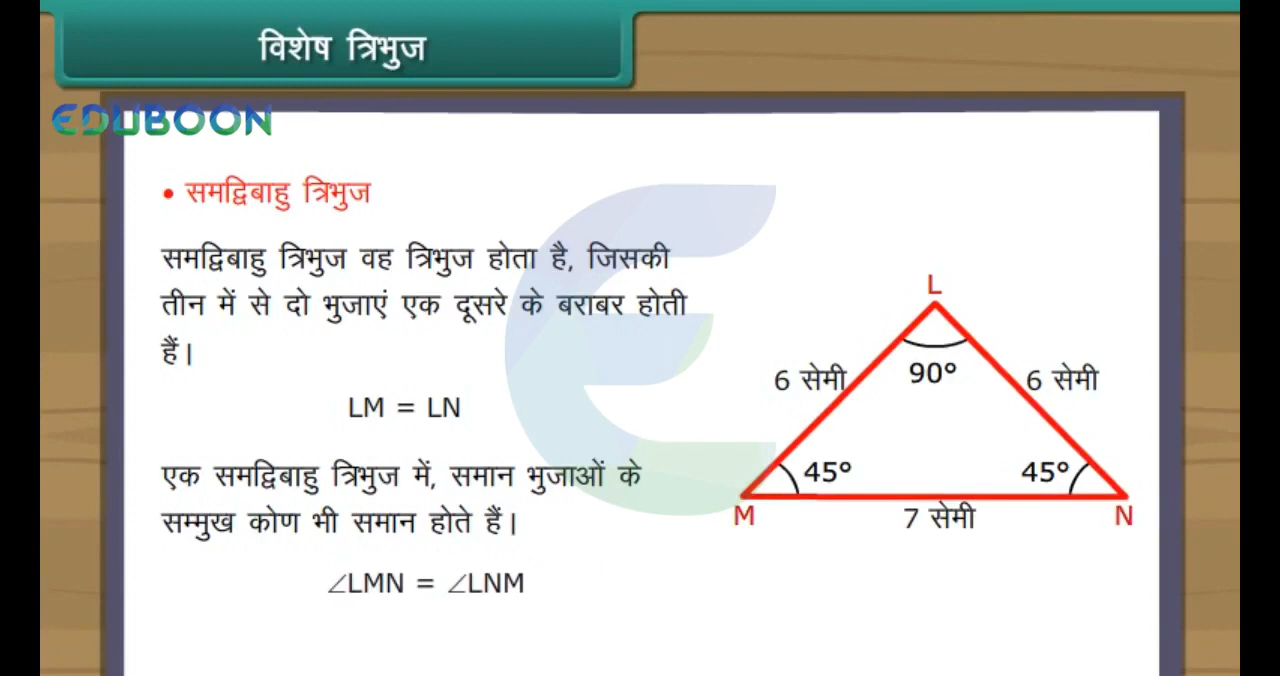 विशेष त्रिभुज
EDUBOON
• समद्विबाहु त्रिभुज
समद्विबाहु त्रिभुज वह त्रिभुज होता है, जिसकी
तीन में से दो भुजाएं एक दूसरे के बराबर होती
हैं।
LM = LN
एक समद्विबाहु त्रिभुज में, समान भुजाओं के
सम्मुख कोण भी समान होते हैं।
∠LMN = ∠LNM
L
6 सेमी 90° 6 सेमी
45° 45°
M 7 सेमी N